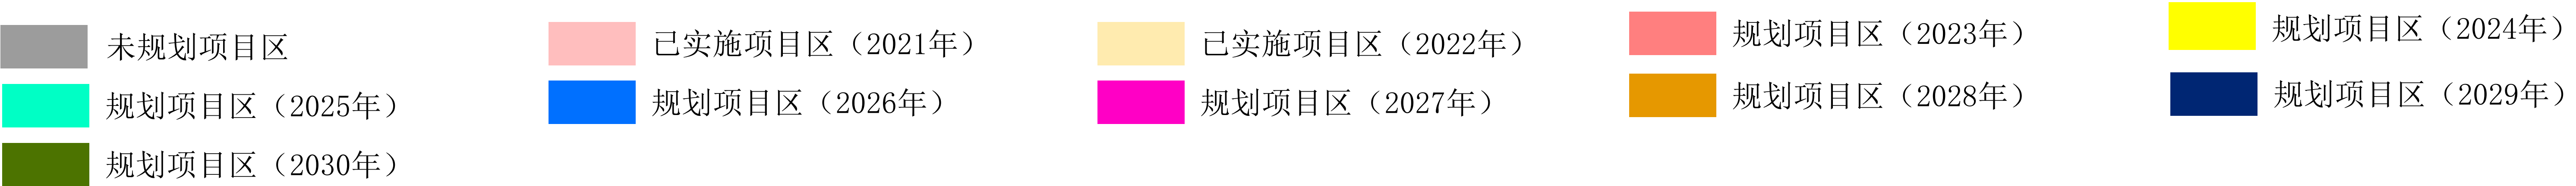 未规划项目区
已实施项目区（2021年）
已实施项目区（2022年）
规划项目区（2023年）
规划项目区（2024年）
规划项目区（2025年）
规划项目区（2026年）
规划项目区（2027年）
规划项目区（2028年）
规划项目区（2029年）
规划项目区（2030年）